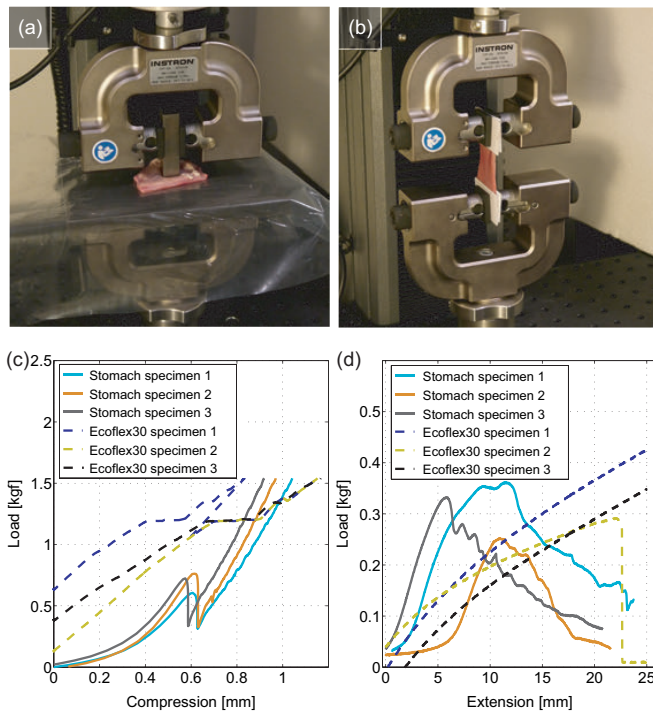 (a)
INSTRON
(b)
INSTRON
(c)
2.5
2
1.5
1
0.5
0
Load [kgf]
Stomach specimen 1
Stomach specimen 2
Stomach specimen 3
Ecoflex30 specimen 1
Ecoflex30 specimen 2
Ecoflex30 specimen 3
0.0 0.2 0.4 0.6 0.8 1
Compression [mm]
(d)
0.5
0.4
0.3
0.2
0.1
0
Load [kgf]
Stomach specimen 1
Stomach specimen 2
Stomach specimen 3
Ecoflex30 specimen 1
Ecoflex30 specimen 2
Ecoflex30 specimen 3
0 5 10 15 20 25
Extension [mm]